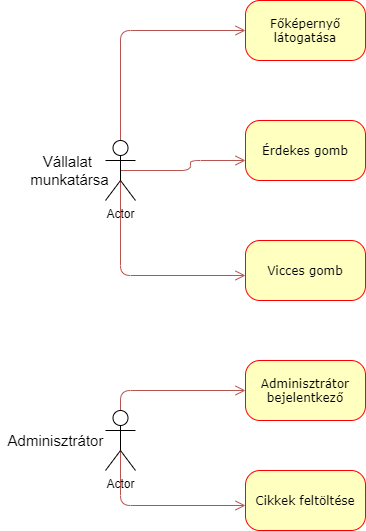 Főképernyő
látogatása
Vállalat
munkatársa
Érdekes gomb
Actor
Vicces gomb
Adminisztrátor
bejelentkező
Adminisztrátor
Actor
Cikkek feltöltése